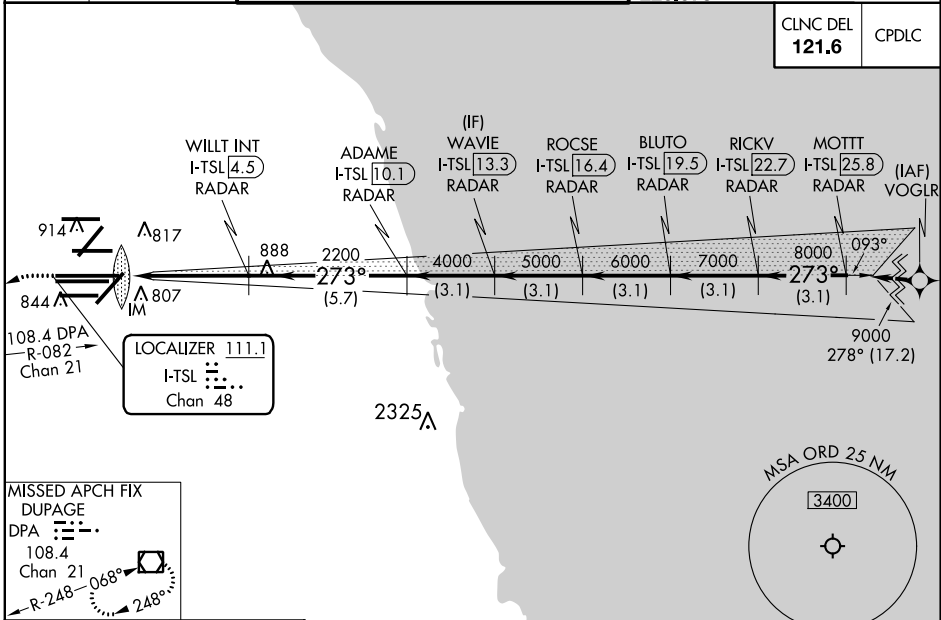 CLNC DEL
121.6
CPDLC
(IF)
WILLT INT
I-TSL 4.5
RADAR
ADAME
I-TSL 10.1
RADAR
WAVIE
I-TSL 13.3
RADAR
ROCSE
I-TSL 16.4
RADAR
BLUTO
I-TSL 19.5
RADAR
RICKV
I-TSL 22.7
RADAR
MOTTT
I-TSL 25.8
RADAR
(IAF)
VOGLR
914
817
888
2200
4000
5000
6000
7000
8000
093°
273°
273°
(5.7)
(3.1)
(3.1)
(3.1)
(3.1)
(3.1)
844
807
IM
9000
278° (17.2)
108.4 DPA
R-082
Chan 21
LOCALIZER 111.1
I-TSL
Chan 48
2325
MSA ORD 25 NM
3400
MISSED APCH FIX
DUPAGE
DPA
108.4
Chan 21
R-248
068°
248°